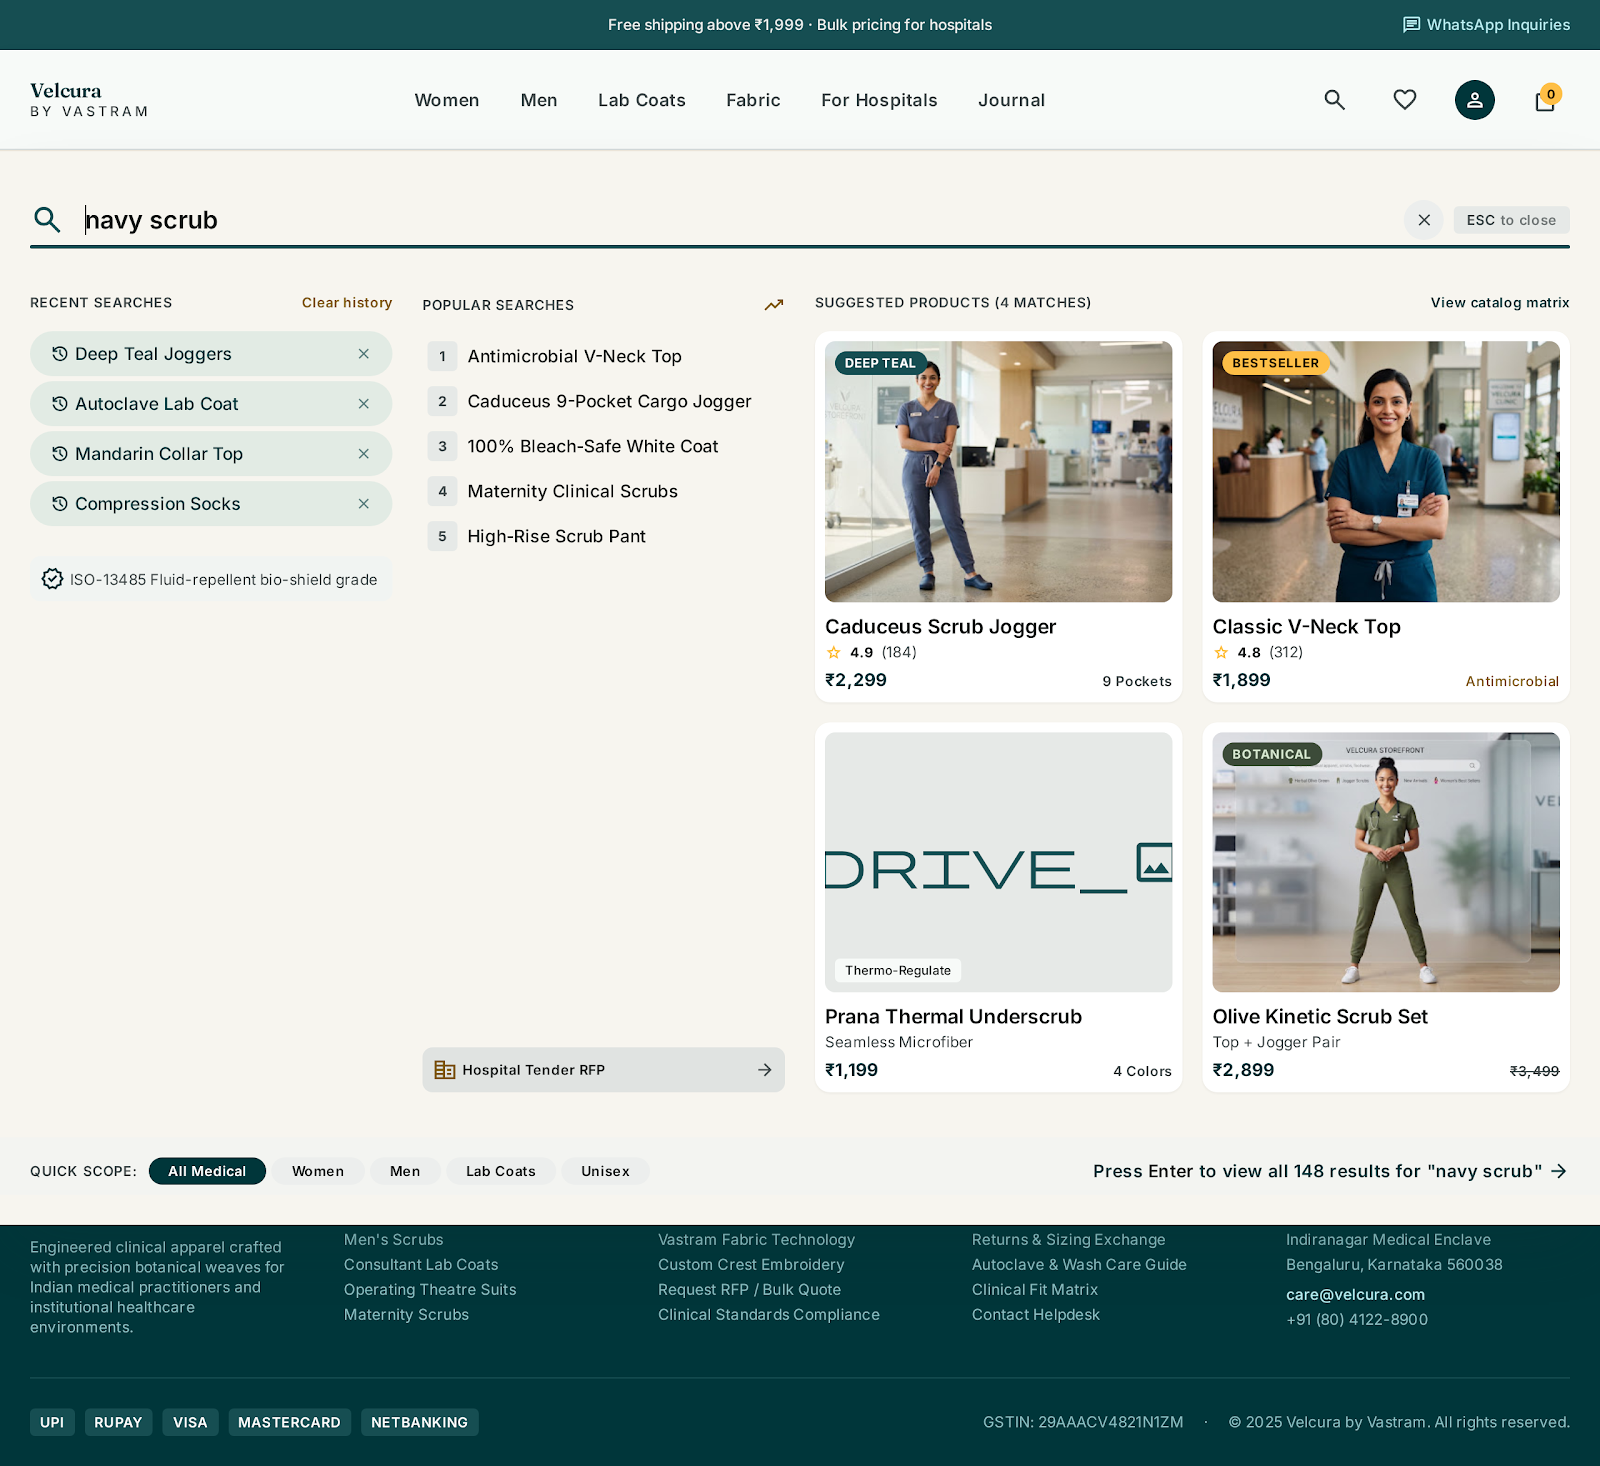 Free shipping above ₹1,999 · Bulk pricing for hospitals
WhatsApp Inquiries
Velcura
BY VASTRAM
Women
Men
Lab Coats
Fabric
For Hospitals
Journal
0
navy scrub
ESC to close
RECENT SEARCHES
Clear history
Deep Teal Joggers
Autoclave Lab Coat
Mandarin Collar Top
Compression Socks
ISO-13485 Fluid-repellent bio-shield grade
POPULAR SEARCHES
1 Antimicrobial V-Neck Top
2 Caduceus 9-Pocket Cargo Jogger
3 100% Bleach-Safe White Coat
4 Maternity Clinical Scrubs
5 High-Rise Scrub Pant
Hospital Tender RFP
SUGGESTED PRODUCTS (4 MATCHES)
View catalog matrix
DEEP TEAL
Caduceus Scrub Jogger
4.9 (184)
₹2,299
9 Pockets
BESTSELLER
Classic V-Neck Top
4.8 (312)
₹1,899
Antimicrobial
DRIVE_
Thermo-Regulate
Prana Thermal Underscrub
Seamless Microfiber
₹1,199
4 Colors
BOTANICAL
VELCURA STOREFRONT
VE
Olive Kinetic Scrub Set
Top + Jogger Pair
₹2,899
₹3,499
QUICK SCOPE:
All Medical
Women
Men
Lab Coats
Unisex
Press Enter to view all 148 results for "navy scrub"
Engineered clinical apparel crafted
with precision botanical weaves for
Indian medical practitioners and
institutional healthcare
environments.
Men's Scrubs
Consultant Lab Coats
Operating Theatre Suits
Maternity Scrubs
Vastram Fabric Technology
Custom Crest Embroidery
Request RFP / Bulk Quote
Clinical Standards Compliance
Returns & Sizing Exchange
Autoclave & Wash Care Guide
Clinical Fit Matrix
Contact Helpdesk
Indiranagar Medical Enclave
Bengaluru, Karnataka 560038
care@velcura.com
+91 (80) 4122-8900
UPI
RUPAY
VISA
MASTERCARD
NETBANKING
GSTIN: 29AAACV4821N1ZM
·
© 2025 Velcura by Vastram. All rights reserved.